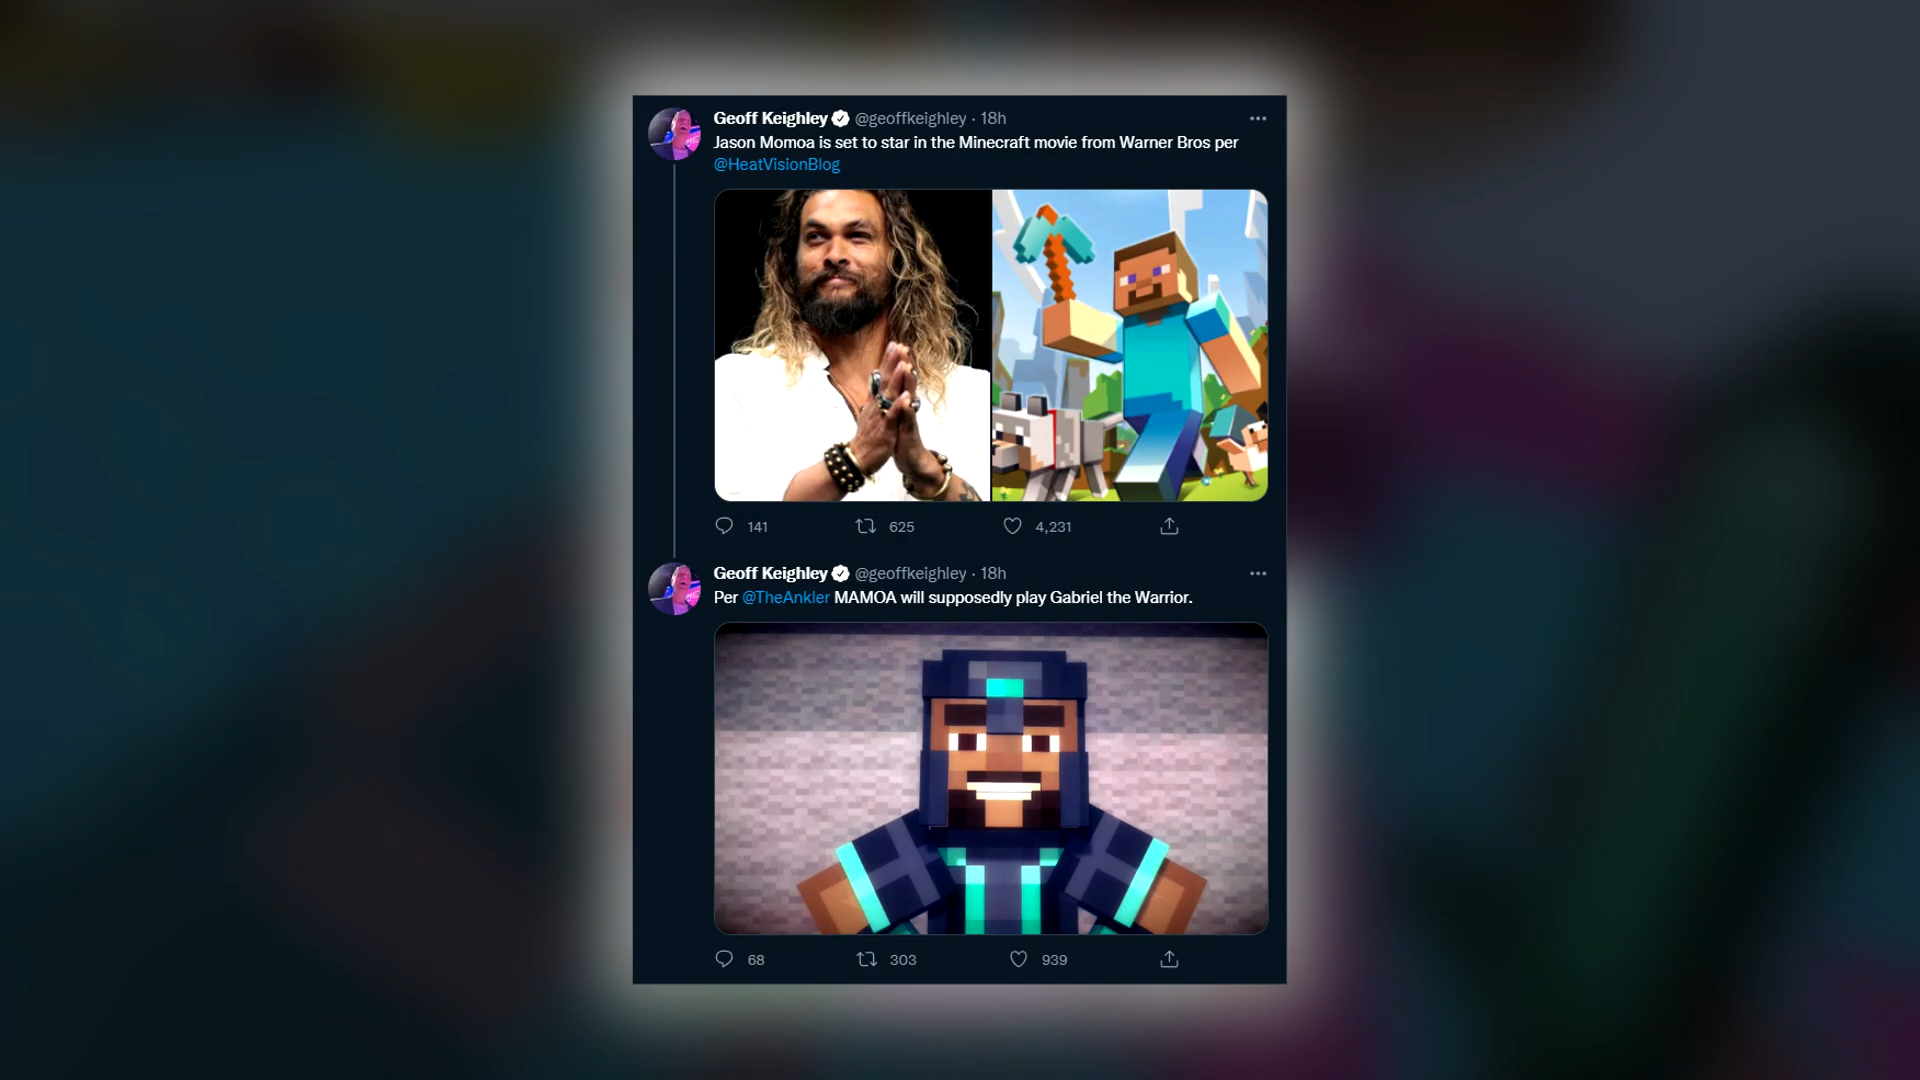 Geoff Keighley @geoffkeighley · 18h
Jason Momoa is set to star in the Minecraft movie from Warner Bros per
@HeatVisionBlog
141 625 4,231
Geoff Keighley @geoffkeighley · 18h
Per @TheAnkler MAMOA will supposedly play Gabriel the Warrior.
68 303 939